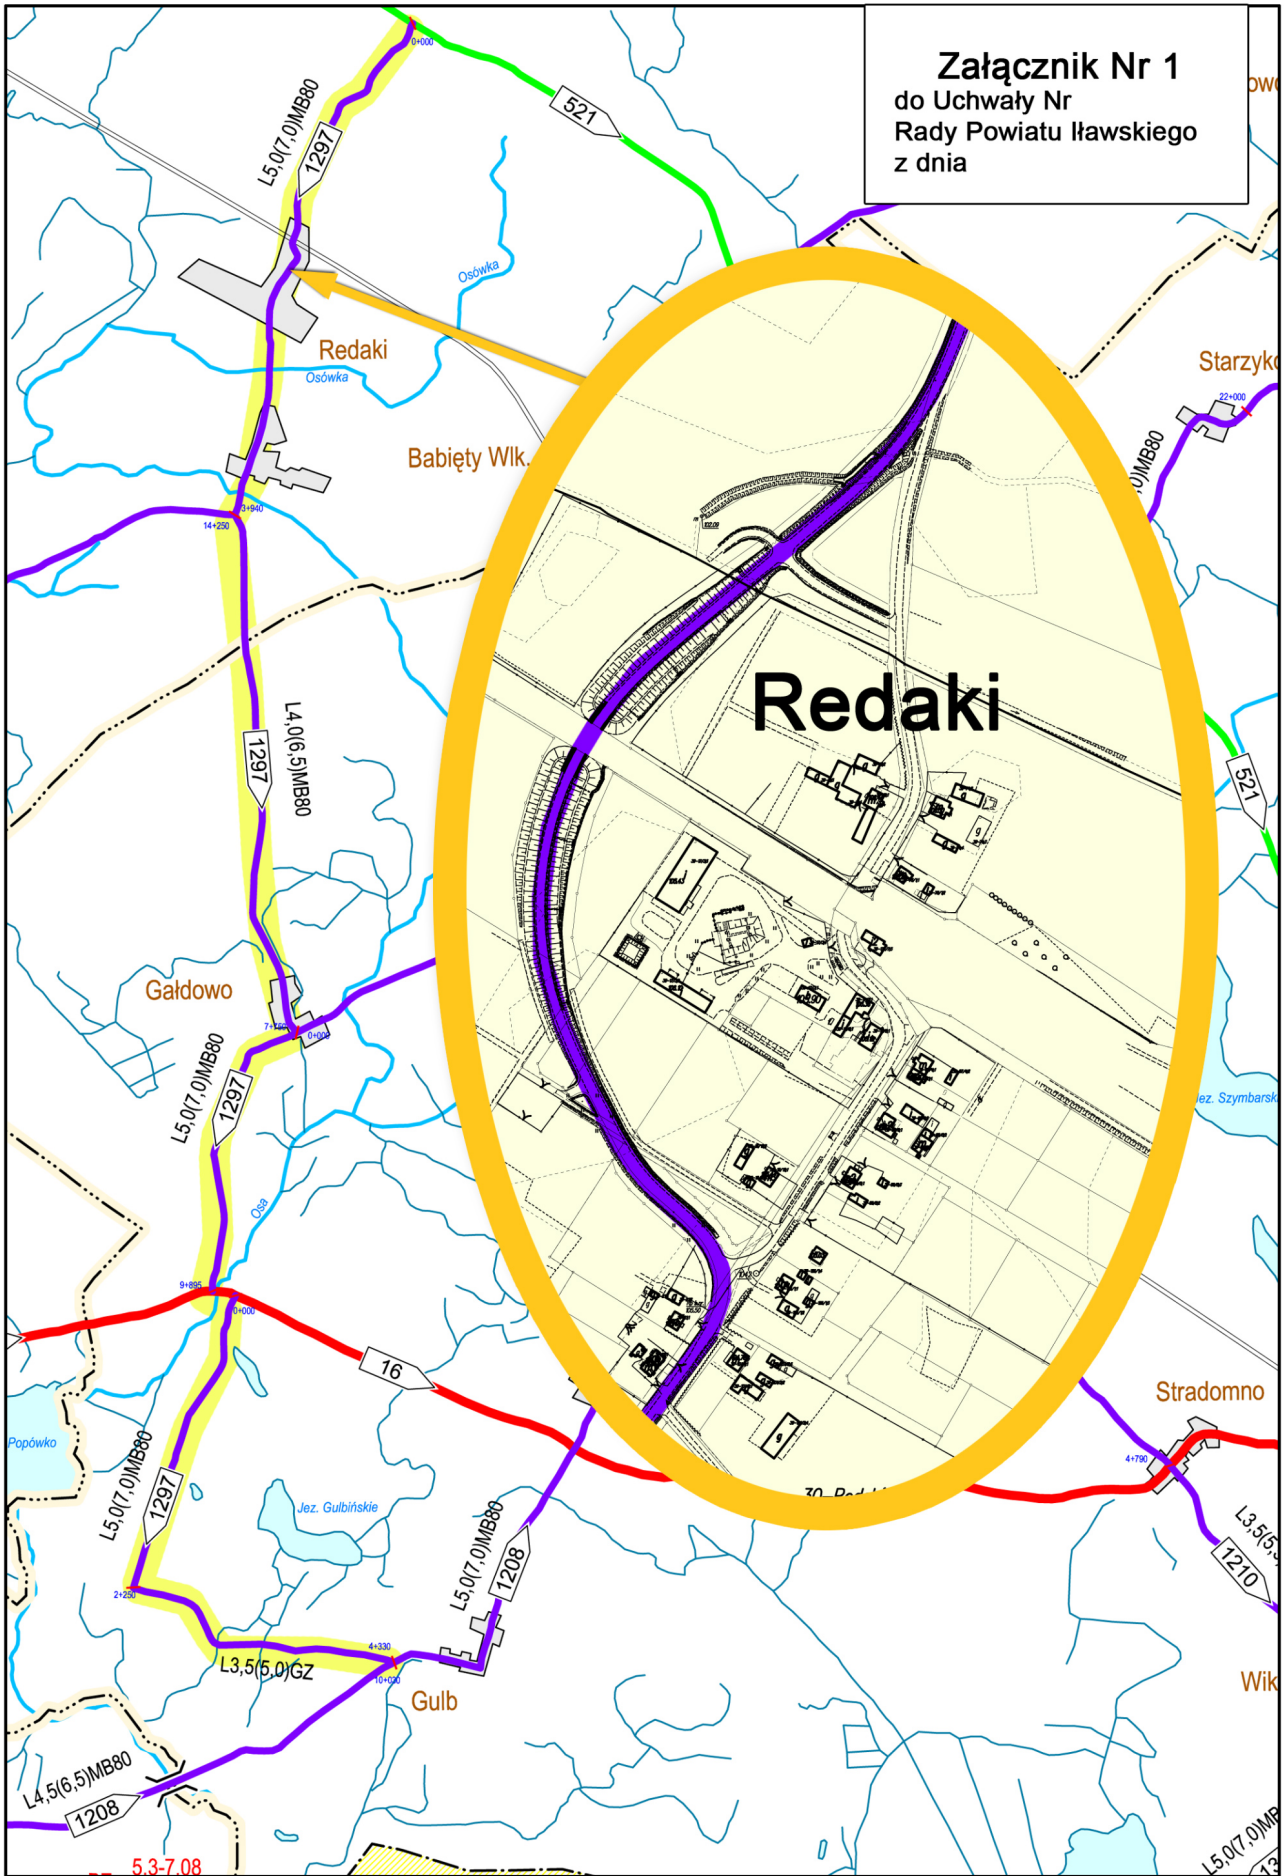 Załącznik Nr 1
do Uchwały Nr
Rady Powiatu Iławskiego
z dnia
0+000
L5,0(7,0)MB80
1297
521
Osówka
Redaki
Osówka
Starzyko
22+000
Babięty Wlk.
3+940
14+250
102.09
Redaki
1297
L4,0(6,5)MB80
521
Gałdowo
0+000
L5,0(7,0)MB80
1297
Jez. Szymbarsk
Osa
9+895
0+000
16
Stradomno
4+790
Popówko
L5,0(7,0)MB80
1297
Jez. Gulbińskie
L5,0(7,0)MB80
1208
L3,5(5,
1210
2+250
4+330
L3,5(5,0)GZ
10+020
Gulb
Wik
L4,5(6,5)MB80
1208
5.3-7.08
L5,0(7,0)MB